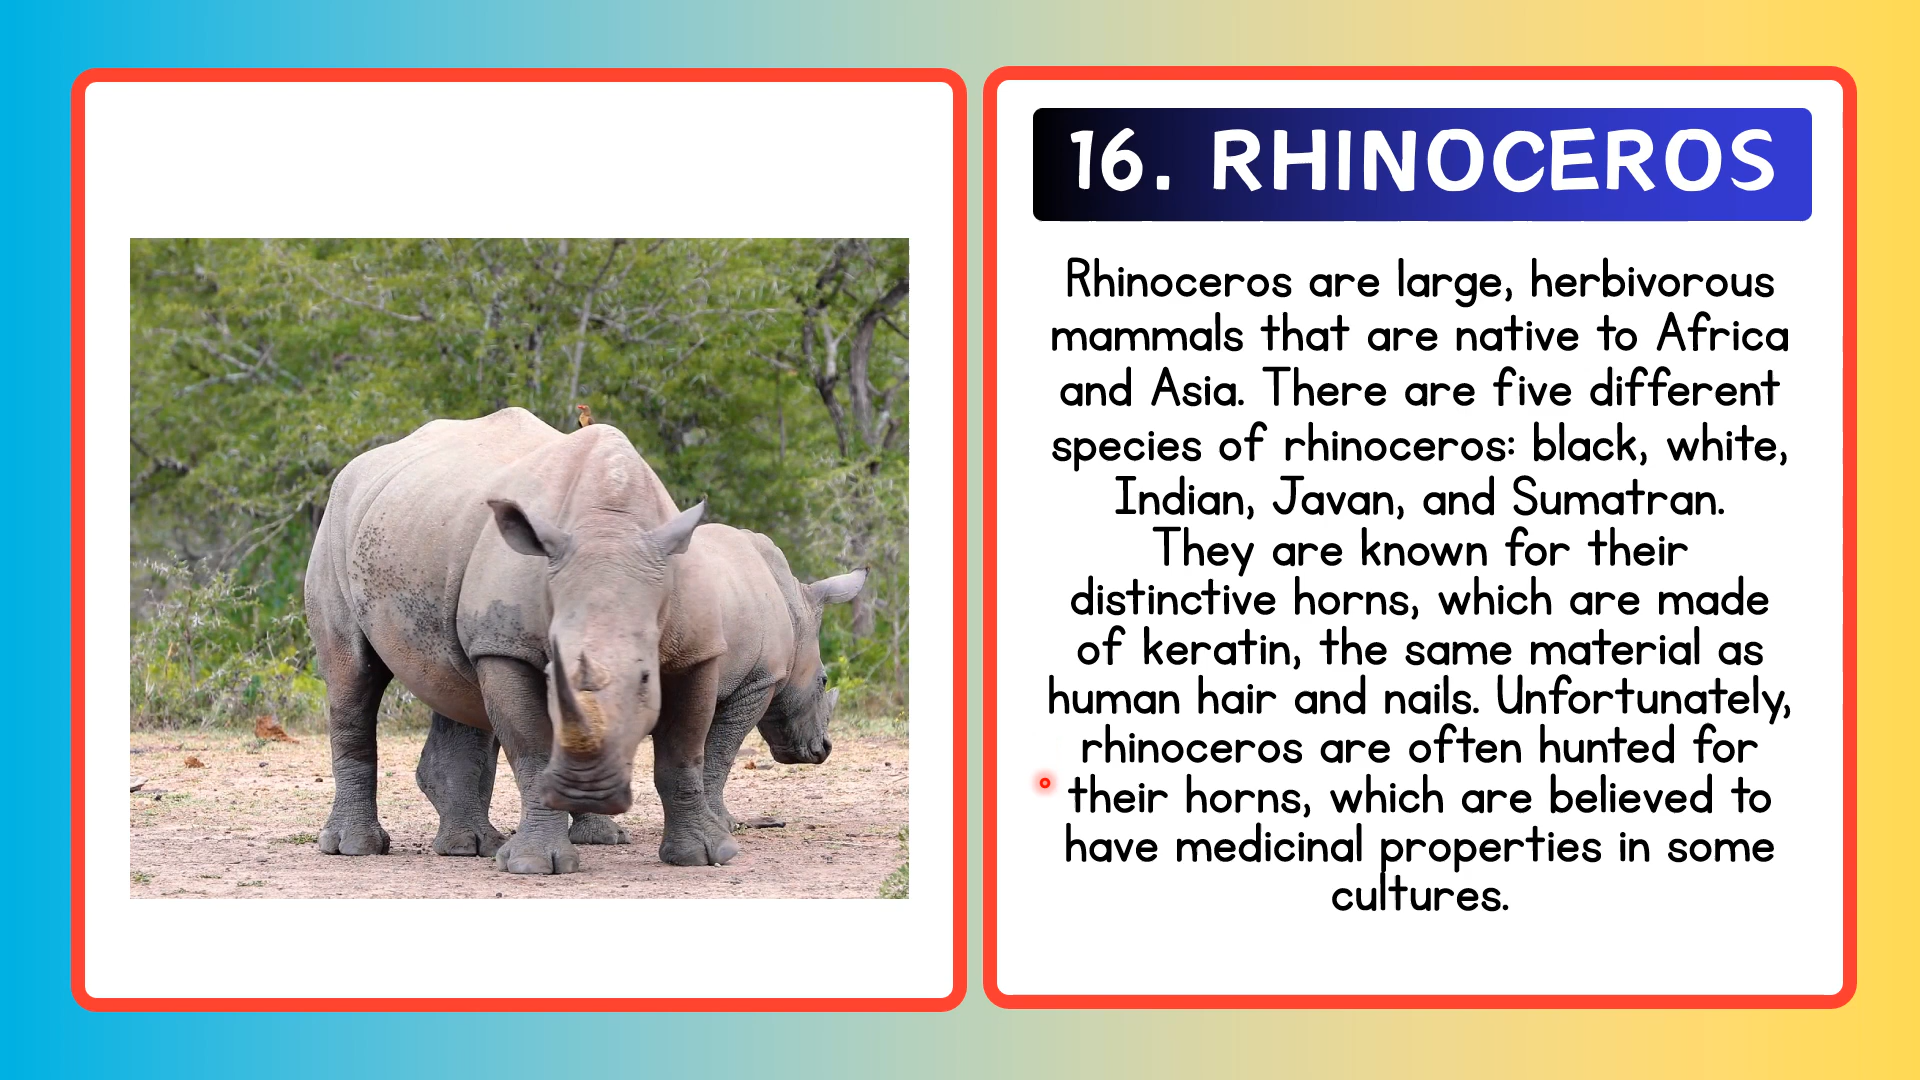 16. RHINOCEROS
Rhinoceros are large, herbivorous
mammals that are native to Africa
and Asia. There are five different
species of rhinoceros: black, white,
Indian, Javan, and Sumatran.
They are known for their
distinctive horns, which are made
of keratin, the same material as
human hair and nails. Unfortunately,
rhinoceros are often hunted for
their horns, which are believed to
have medicinal properties in some
cultures.